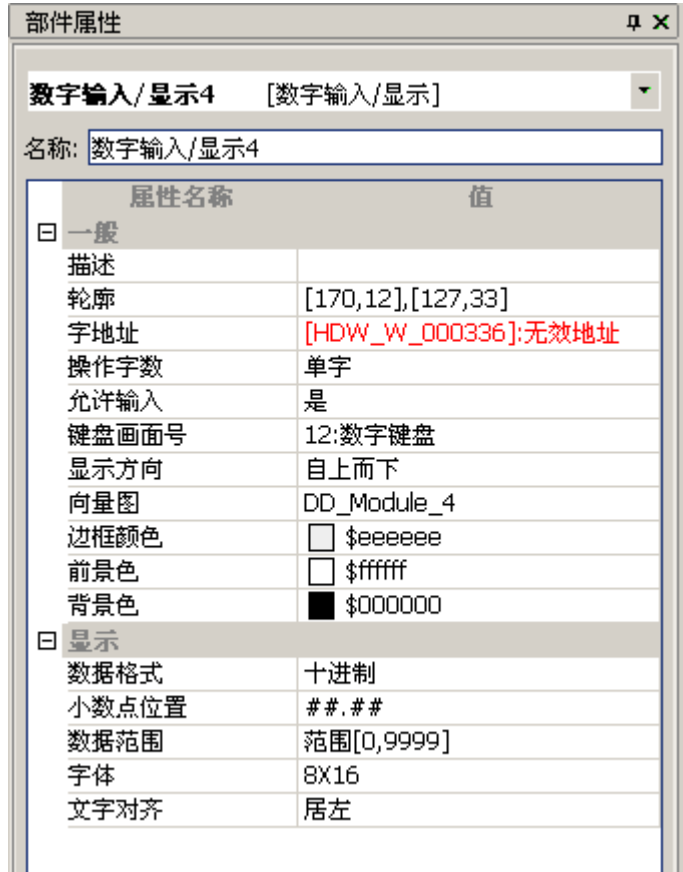 部件属性
数字输入/显示4 [数字输入/显示]
名称: 数字输入/显示4
属性名称 值
一般
描述
轮廓 [170,12],[127,33]
字地址 [HDW_W_000336]:无效地址
操作字数 单字
允许输入 是
键盘画面号 12:数字键盘
显示方向 自上而下
向量图 DD_Module_4
边框颜色 $eeeeee
前景色 $ffffff
背景色 $000000
显示
数据格式 十进制
小数点位置 ##.##
数据范围 范围[0,9999]
字体 8X16
文字对齐 居左